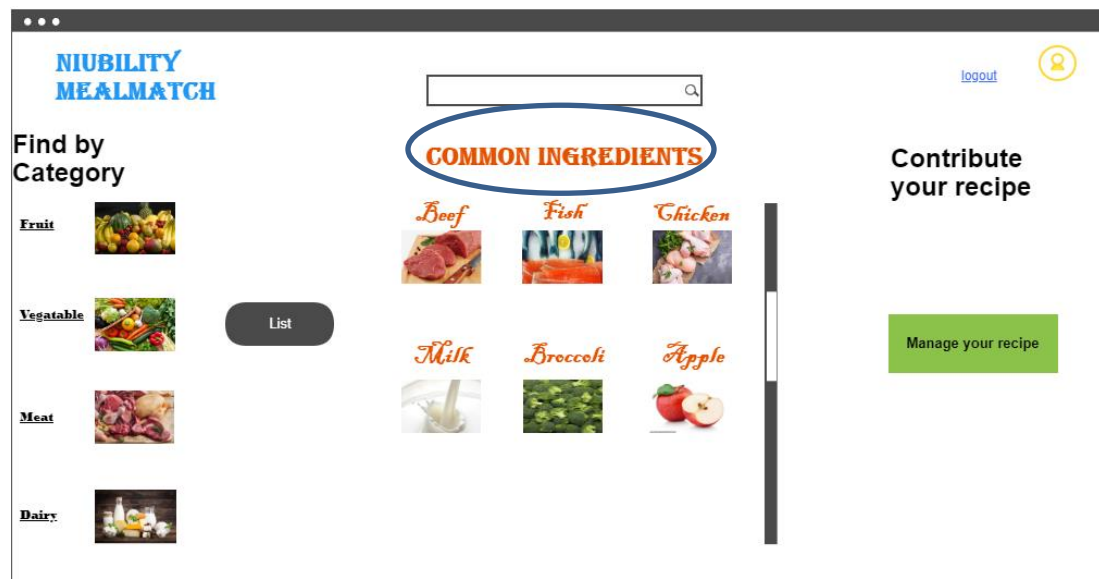 NIUBILITY
MEALMATCH
logout
Find by
Category
COMMON INGREDIENTS
Contribute
your recipe
Fruit
Beef Fish Chicken
Vegatable
List
Milk Broccoli Apple
Manage your recipe
Meat
Dairy